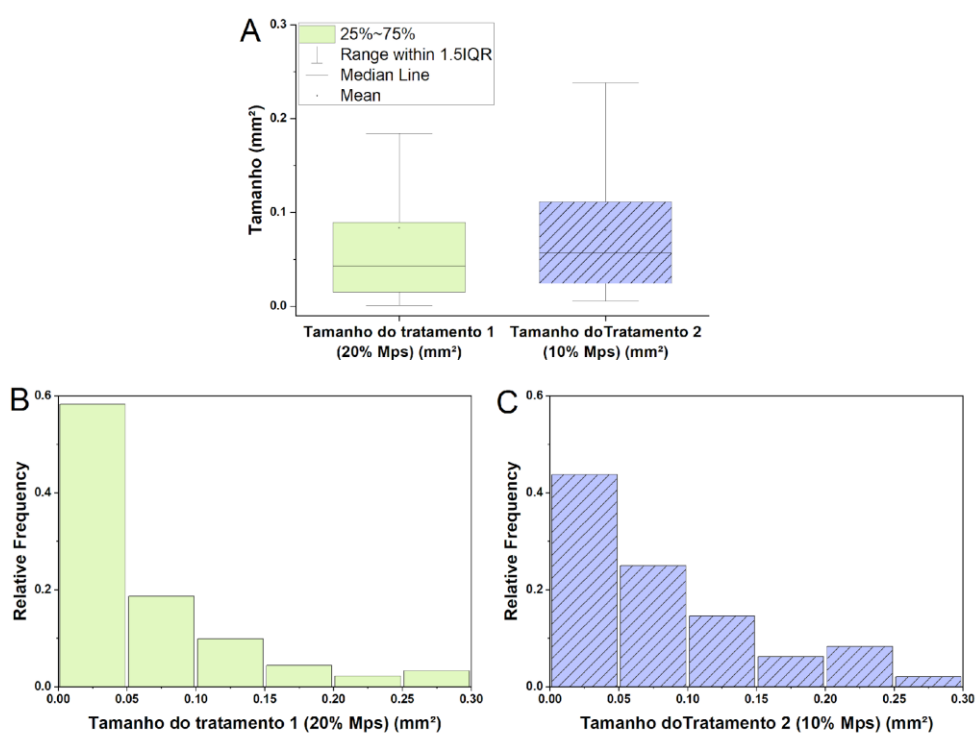 A
0.3
0.2
0.1
0.0
Tamanho (mm²)
25%~75%
Range within 1.5IQR
Median Line
Mean
Tamanho do tratamento 1
(20% Mps) (mm²)
Tamanho doTratamento 2
(10% Mps) (mm²)
B
0.6
0.4
0.2
0.0
Relative Frequency
0.00 0.05 0.10 0.15 0.20 0.25 0.30
Tamanho do tratamento 1 (20% Mps) (mm²)
C
0.6
0.4
0.2
0.0
Relative Frequency
0.00 0.05 0.10 0.15 0.20 0.25 0.30
Tamanho doTratamento 2 (10% Mps) (mm²)